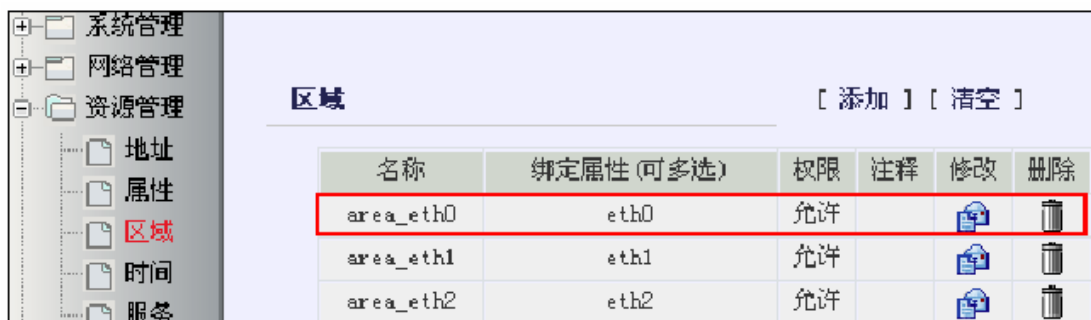 系统管理
网络管理
资源管理
地址
属性
区域
时间
服务
区域 [ 添加 ] [ 清空 ]
名称 绑定属性(可多选) 权限 注释 修改 删除
area_eth0 eth0 允许
area_eth1 eth1 允许
area_eth2 eth2 允许